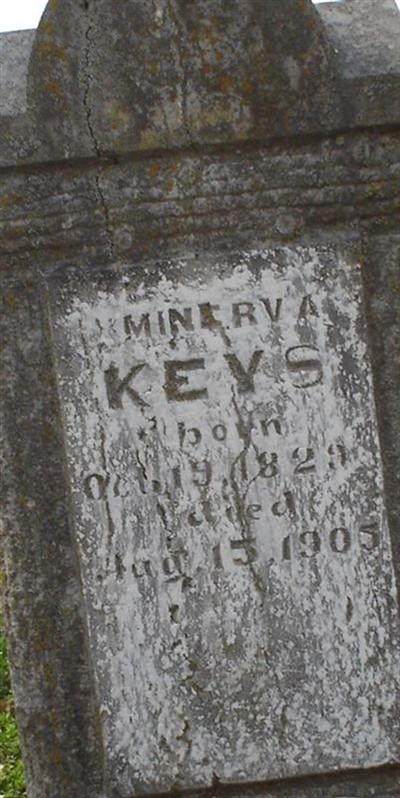 MINERVA
KEYS
born
Oct. 19, 1829
died
Aug. 15, 1905